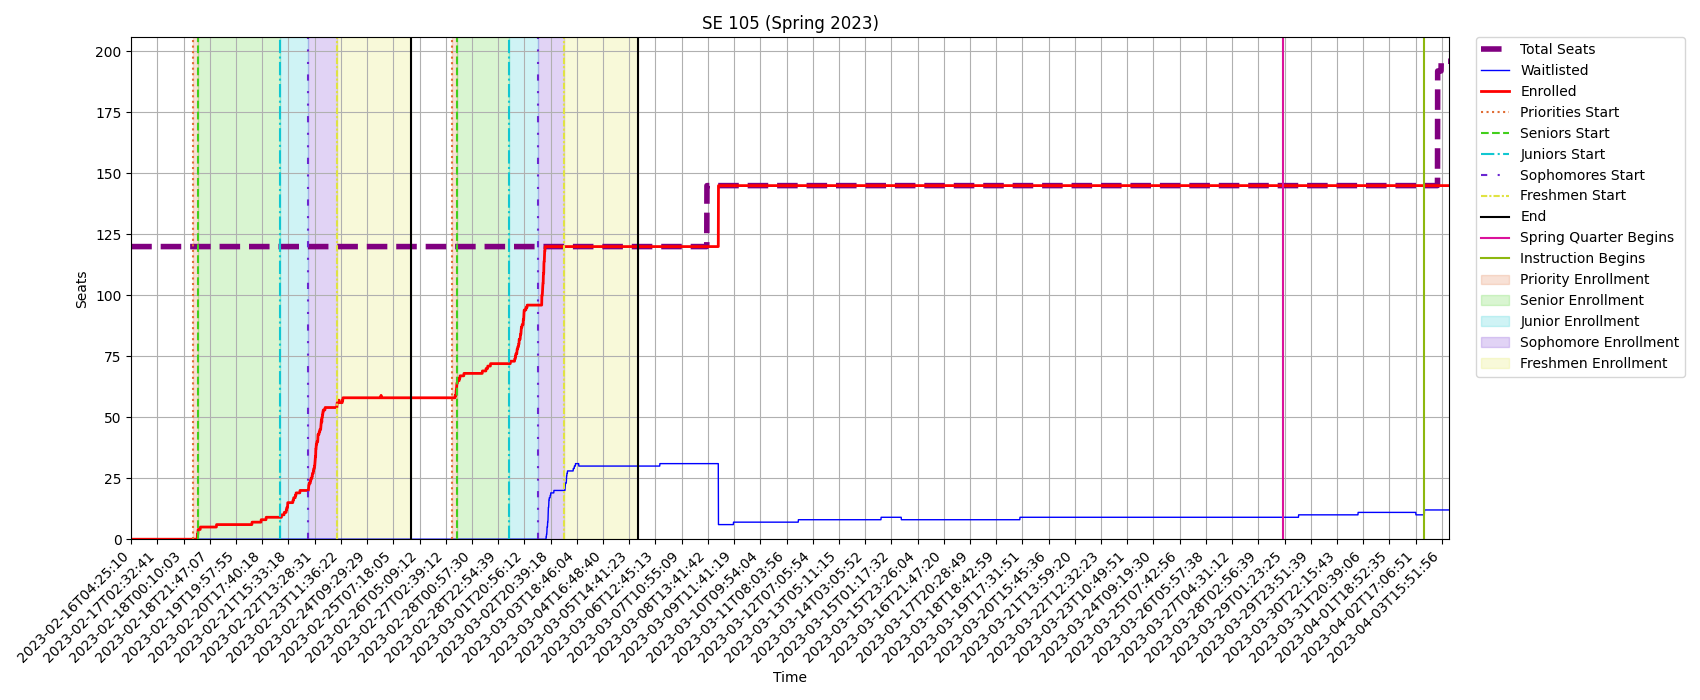 SE 105 (Spring 2023)
200
175
150
125
100
75
50
25
0
Seats
2023-02-16T04:25:10
2023-02-17T02:32:41
2023-02-18T00:10:03
2023-02-18T21:47:07
2023-02-19T19:57:55
2023-02-20T17:40:18
2023-02-21T15:33:18
2023-02-22T13:28:31
2023-02-23T11:36:22
2023-02-24T09:29:29
2023-02-25T07:18:05
2023-02-26T05:09:12
2023-02-27T02:39:12
2023-02-28T00:57:30
2023-02-28T22:54:39
2023-03-01T20:56:12
2023-03-02T20:39:18
2023-03-03T18:46:04
2023-03-04T16:48:40
2023-03-05T14:41:23
2023-03-06T12:45:13
2023-03-07T10:55:09
2023-03-08T13:41:42
2023-03-09T11:41:19
2023-03-10T09:54:04
2023-03-11T08:03:56
2023-03-12T07:05:54
2023-03-13T05:11:15
2023-03-14T03:05:52
2023-03-15T01:17:32
2023-03-15T23:26:04
2023-03-16T21:47:20
2023-03-17T20:28:49
2023-03-18T18:42:59
2023-03-19T17:31:51
2023-03-20T15:45:36
2023-03-21T13:59:20
2023-03-22T12:32:23
2023-03-23T10:49:51
2023-03-24T09:19:30
2023-03-25T07:42:56
2023-03-26T05:57:38
2023-03-27T04:31:12
2023-03-28T02:56:39
2023-03-29T01:23:25
2023-03-29T23:51:39
2023-03-30T22:15:43
2023-03-31T20:39:06
2023-04-01T18:52:35
2023-04-02T17:06:51
2023-04-03T15:51:56
Time
Total Seats
Waitlisted
Enrolled
Priorities Start
Seniors Start
Juniors Start
Sophomores Start
Freshmen Start
End
Spring Quarter Begins
Instruction Begins
Priority Enrollment
Senior Enrollment
Junior Enrollment
Sophomore Enrollment
Freshmen Enrollment